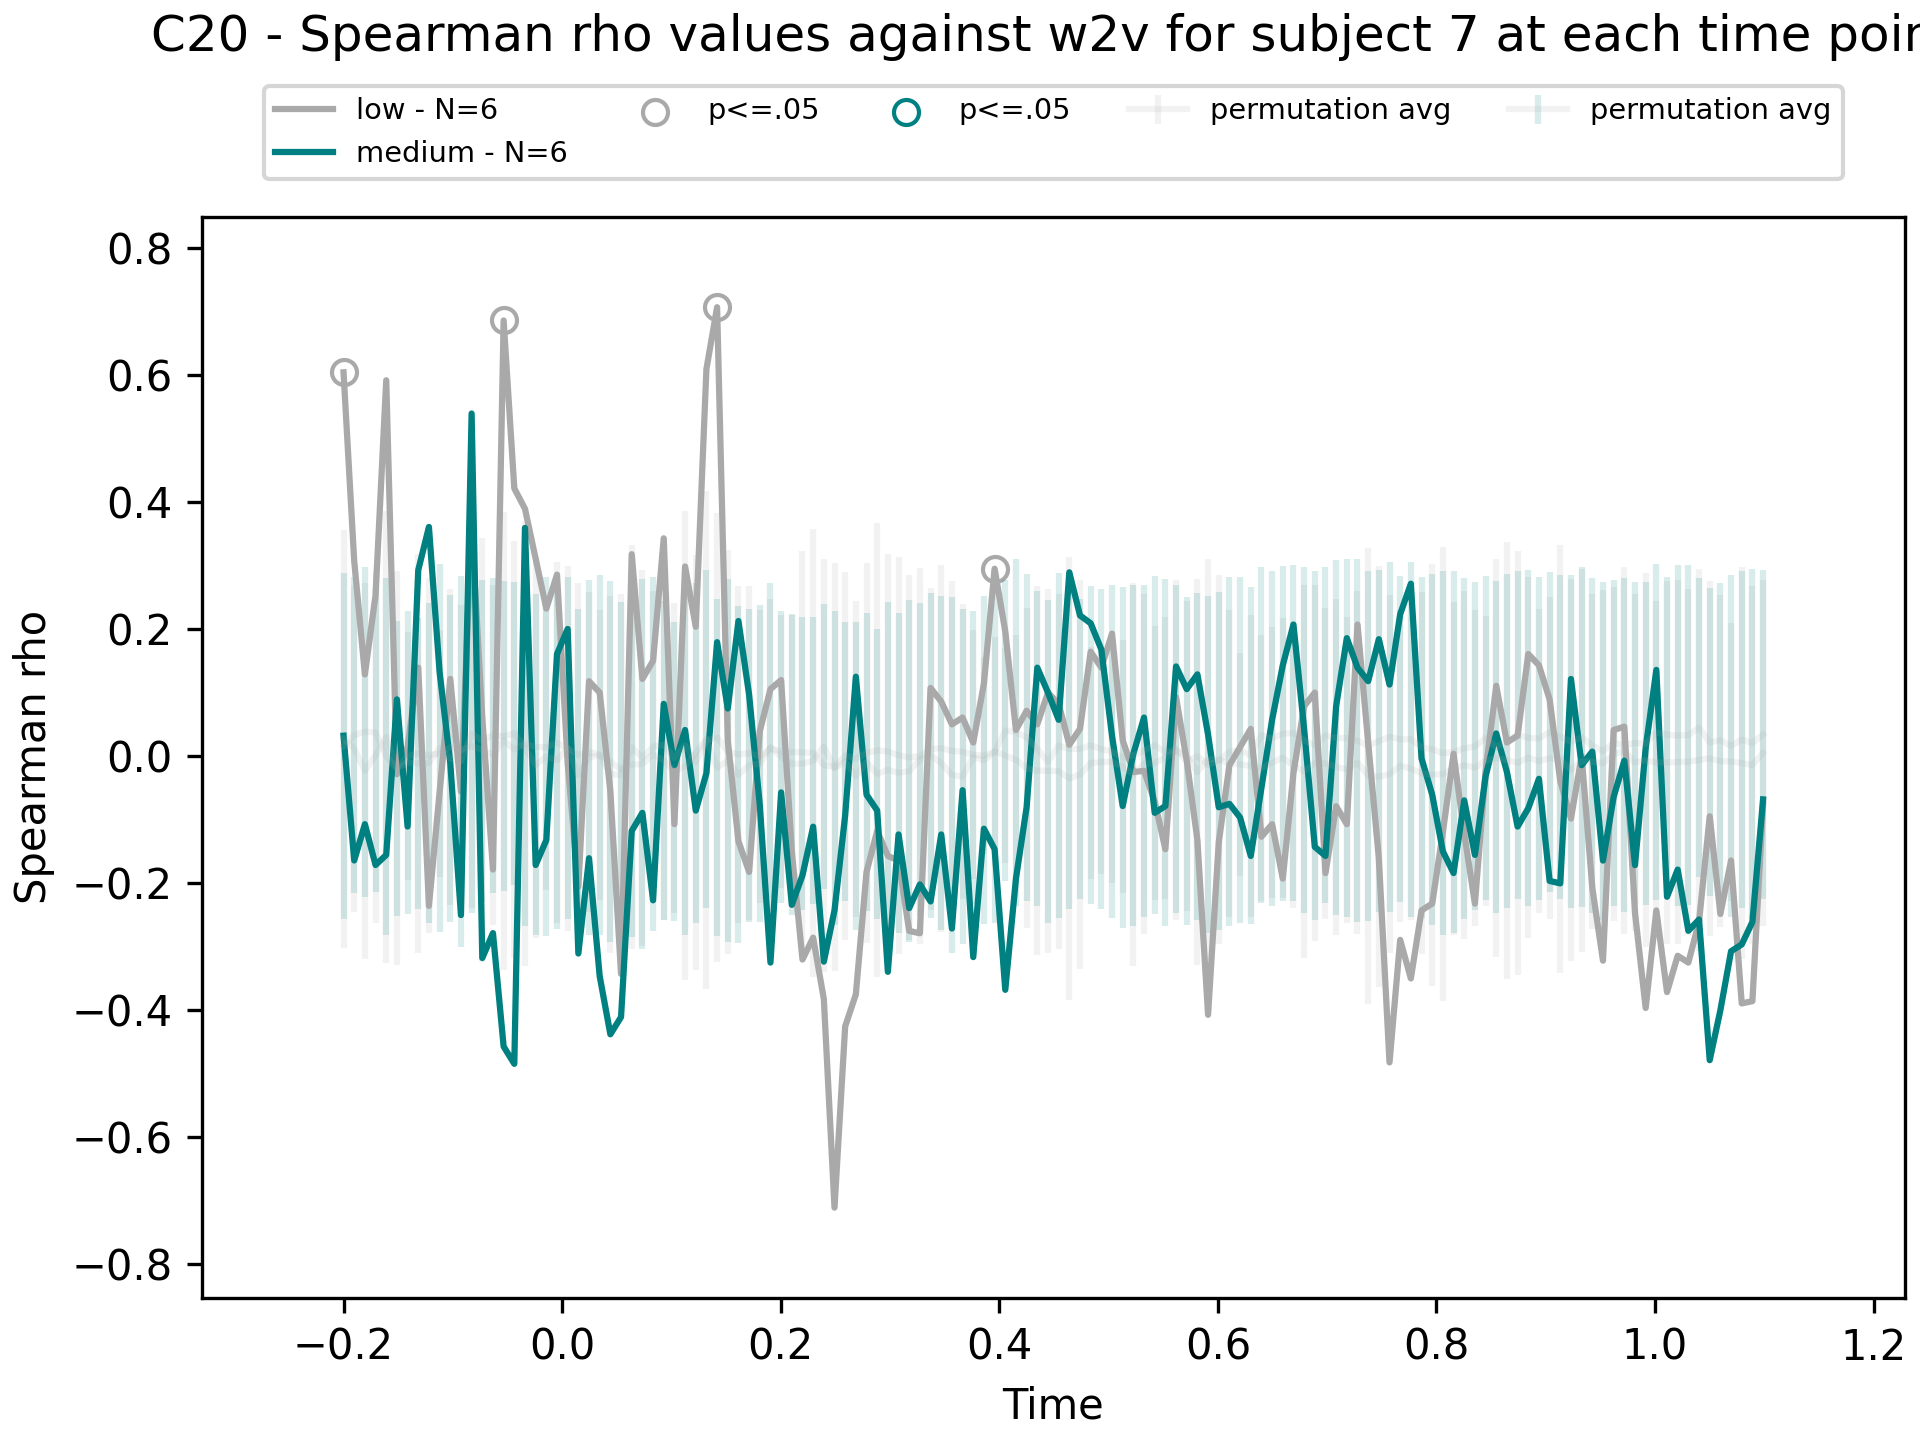 C20 - Spearman rho values against w2v for subject 7 at each time
low - N=6
medium - N=6
p<=.05
p<=.05
permutation avg
permutation avg
Spearman rho
0.8
0.6
0.4
0.2
0.0
−0.2
−0.4
−0.6
−0.8
−0.2 0.0 0.2 0.4 0.6 0.8 1.0 1.2
Time